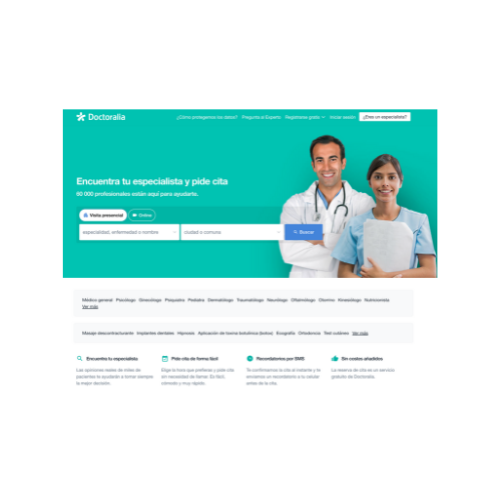 Doctoralia
¿Cómo protegemos los datos? Pregunta al Experto Registrarse gratis Iniciar sesión ¿Eres un especialista?
Encuentra tu especialista y pide cita
90 000 profesionales están aquí para ayudarte.
Visita presencial Online
especialidad, enfermedad o nombre ciudad o comuna Buscar
Médico general Psicólogo Ginecólogo Psiquiatra Pediatra Dermatólogo Traumatólogo Neurólogo Oftalmólogo Otorrino Kinesiólogo Nutricionista
Ver más
Masaje descontracturante Implantes dentales Hipnosis Aplicación de toxina botulínica (botox) Ecografía Ortodoncia Test cutáneo Ver más
Encuentra tu especialista Pide cita de forma fácil Recordatorios por SMS Sin costos añadidos
Las opiniones reales de miles de Elige la hora que prefieras y pide cita Te confirmamos la cita al instante y te La reserva de cita es un servicio
pacientes te ayudarán a tomar siempre sin necesidad de llamar. Es fácil, enviamos un recordatorio a tu celular gratuito de Doctoralia.
la mejor decisión. cómodo y muy rápido. antes de la cita.